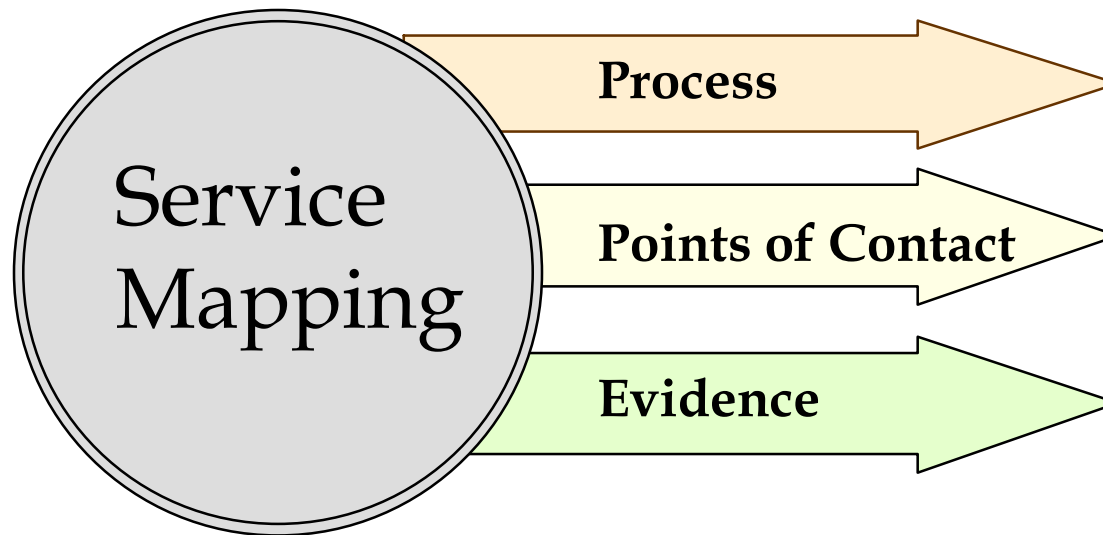 Service
Mapping
Process
Points of Contact
Evidence